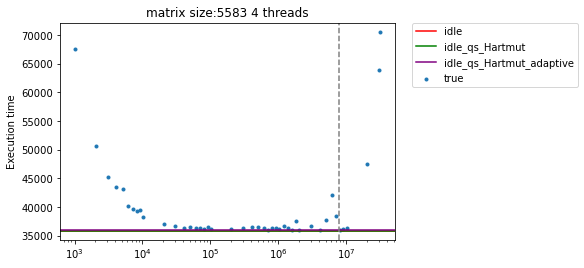 matrix size:5583 4 threads
Execution time
70000
65000
60000
55000
50000
45000
40000
35000
10³
10⁴
10⁵
10⁶
10⁷
idle
idle_qs_Hartmut
idle_qs_Hartmut_adaptive
true